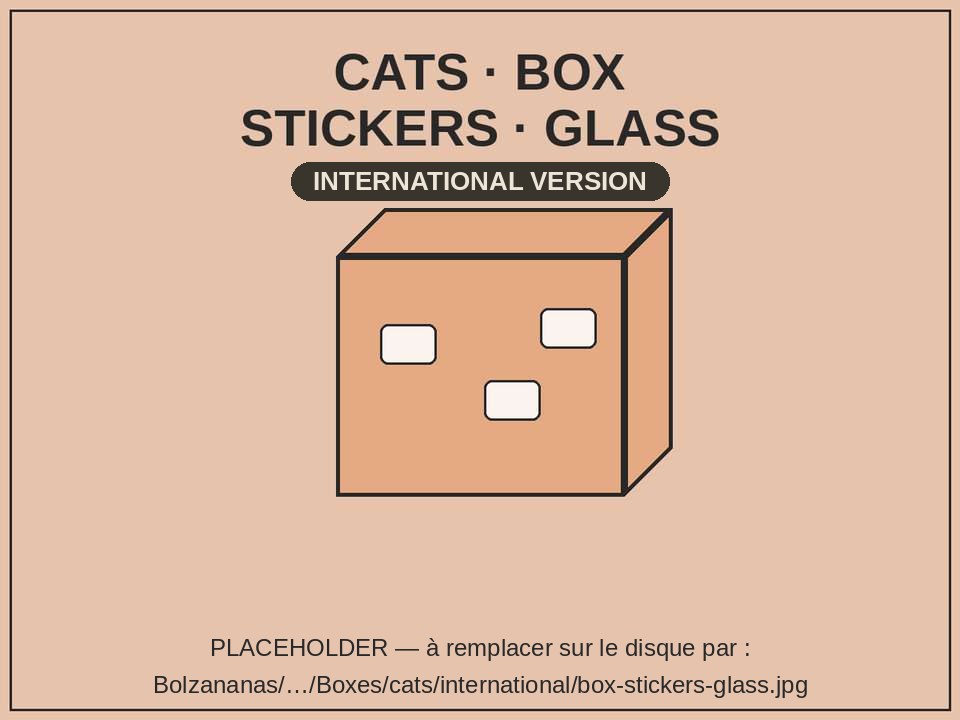 CATS · BOX
STICKERS · GLASS
INTERNATIONAL VERSION
PLACEHOLDER — à remplacer sur le disque par :
Bolzananas/…/Boxes/cats/international/box-stickers-glass.jpg